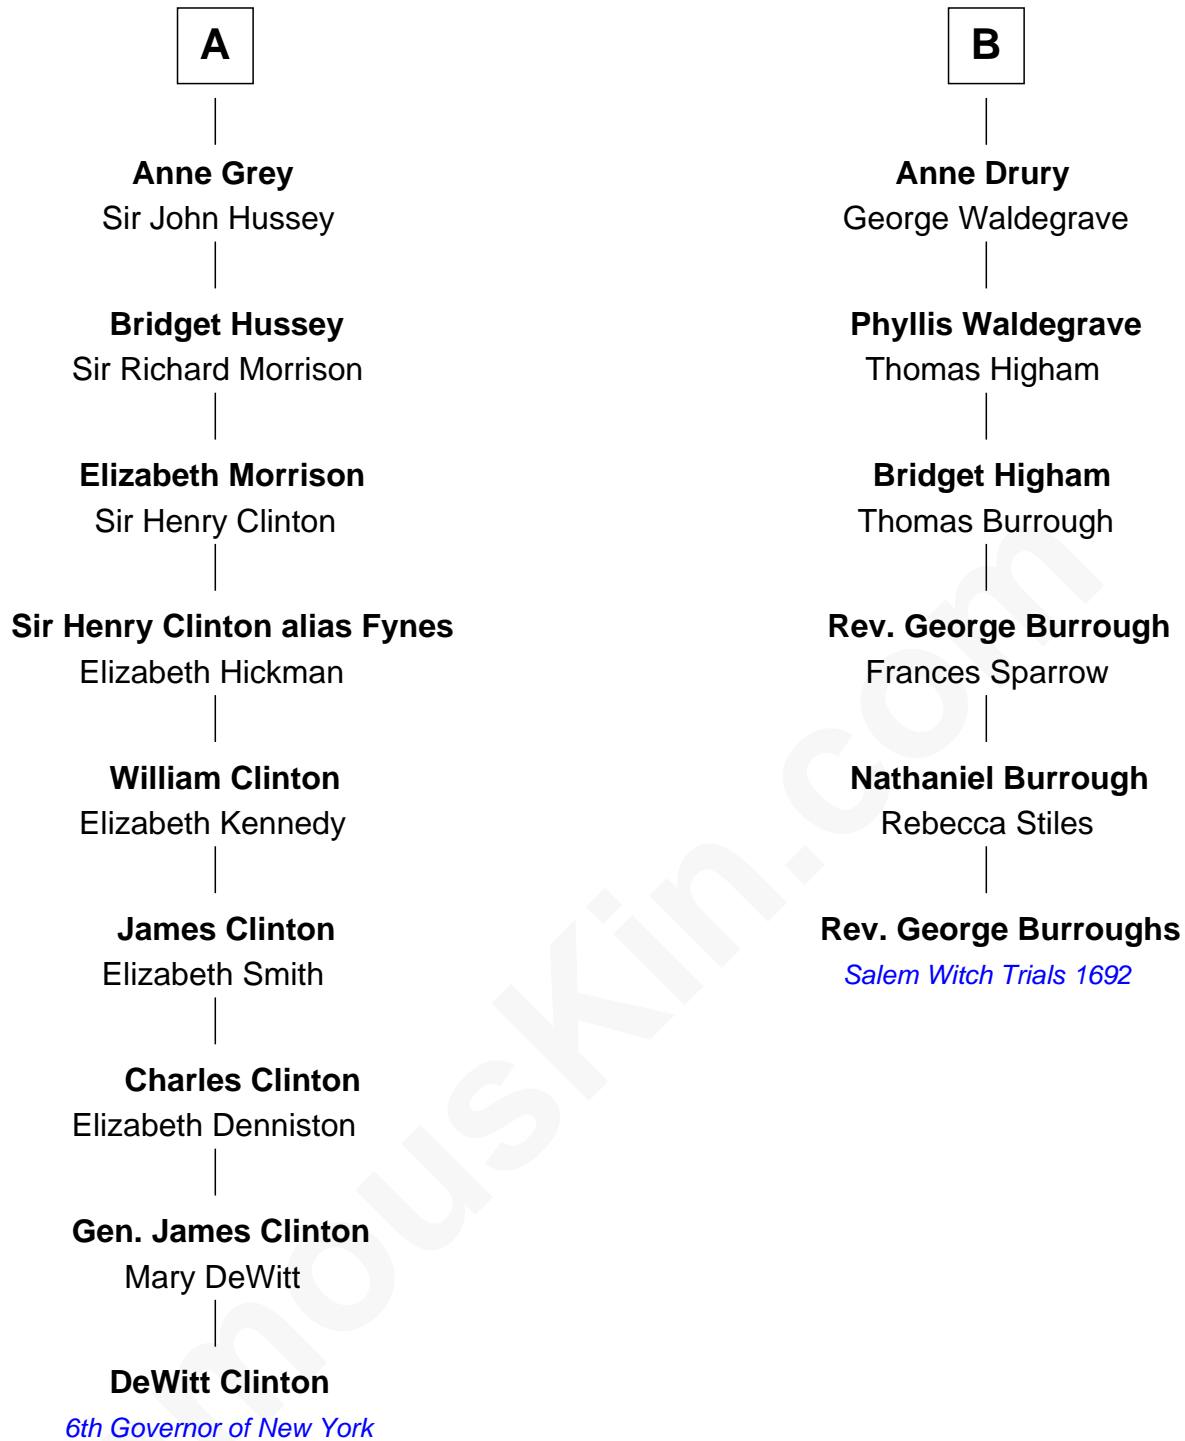 A
Anne Grey
Sir John Hussey
Bridget Hussey
Sir Richard Morrison
Elizabeth Morrison
Sir Henry Clinton
Sir Henry Clinton alias Fynes
Elizabeth Hickman
William Clinton
Elizabeth Kennedy
James Clinton
Elizabeth Smith
Charles Clinton
Elizabeth Denniston
Gen. James Clinton
Mary DeWitt
DeWitt Clinton
6th Governor of New York
B
Anne Drury
George Waldegrave
Phyllis Waldegrave
Thomas Higham
Bridget Higham
Thomas Burrough
Rev. George Burrough
Frances Sparrow
Nathaniel Burrough
Rebecca Stiles
Rev. George Burroughs
Salem Witch Trials 1692
mousKin.com